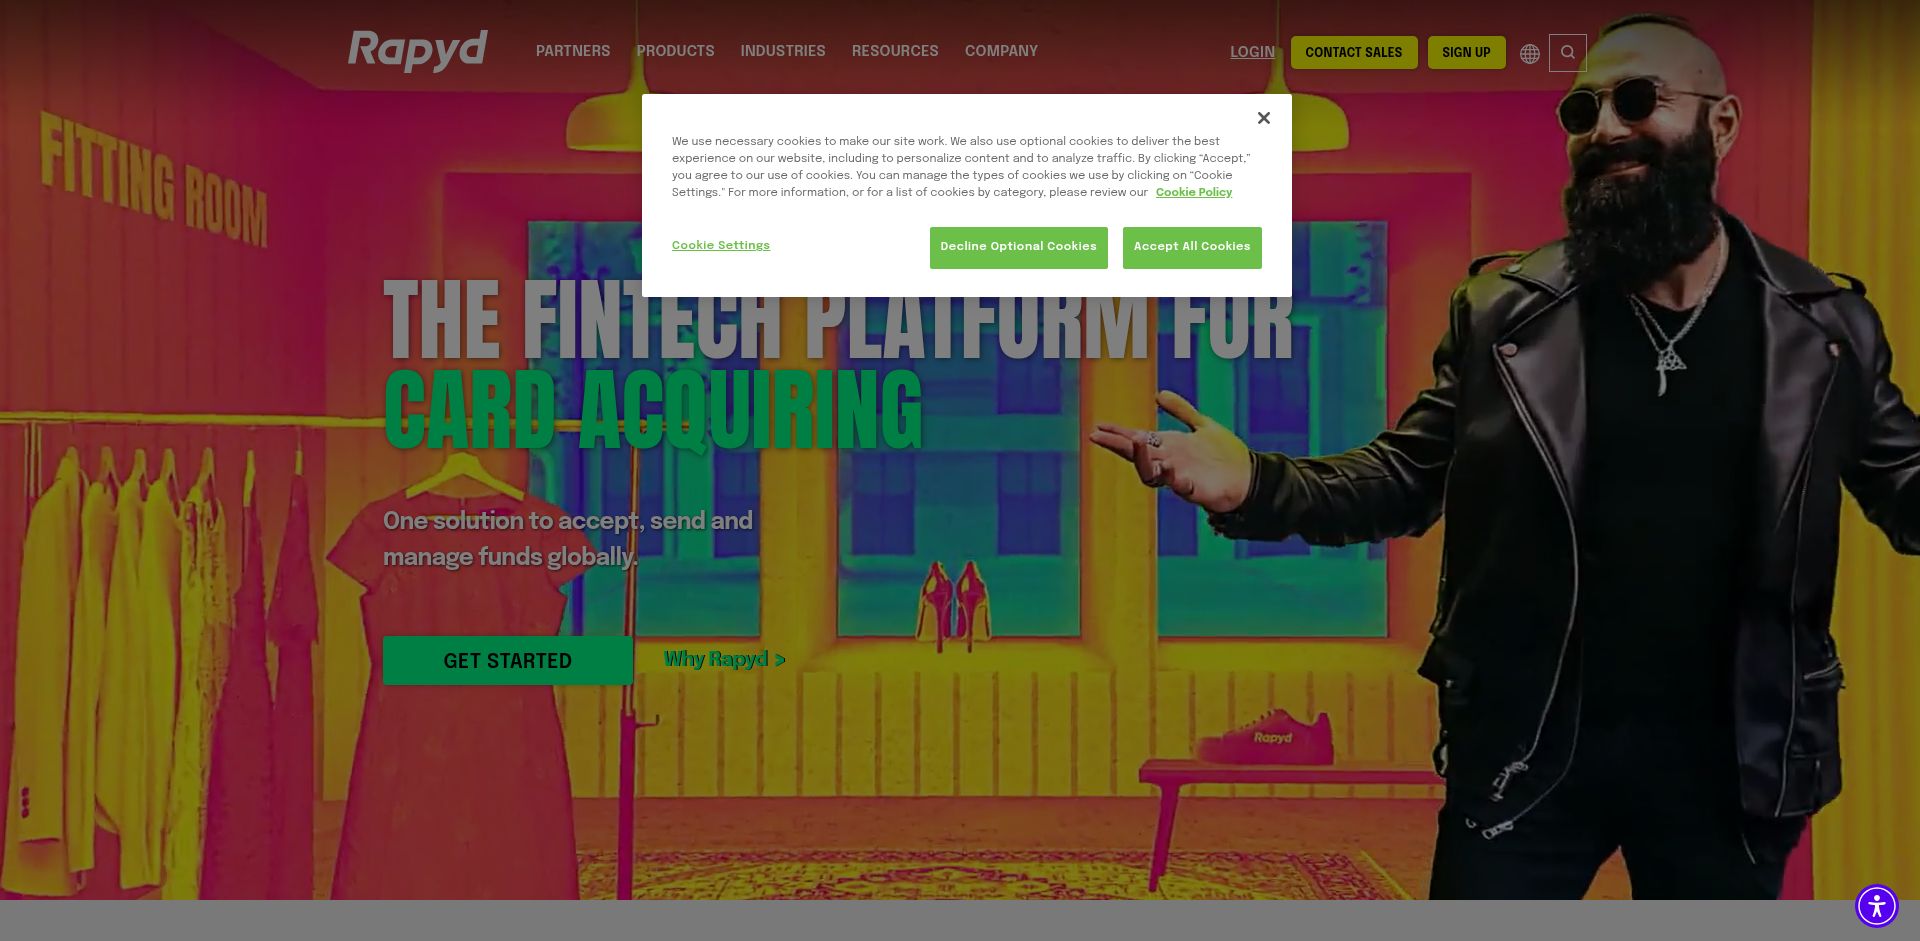 Rapyd
PARTNERS PRODUCTS INDUSTRIES RESOURCES COMPANY LOGIN CONTACT SALES SIGN UP
FITTING ROOM
We use necessary cookies to make our site work. We also use optional cookies to deliver the best
experience on our website, including to personalize content and to analyze traffic. By clicking “Accept,”
you agree to our use of cookies. You can manage the types of cookies we use by clicking on “Cookie
Settings.” For more information, or for a list of cookies by category, please review our Cookie Policy
Cookie Settings Decline Optional Cookies Accept All Cookies
THE FINTECH PLATFORM FOR
CARD ACQUIRING
One solution to accept, send and
manage funds globally.
GET STARTED Why Rapyd >
Rapyd